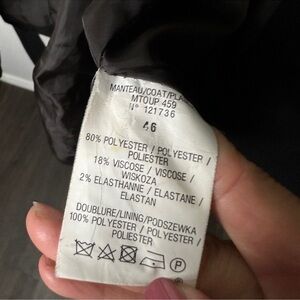 MANTEAU/COAT/PLA
MTOUP 459
N° 121736
46
80% POLYESTER / POLYESTER /
POLIESTER
18% VISCOSE / VISCOSE /
WISKOZA
2% ELASTHANNE / ELASTANE /
ELASTAN
DOUBLURE/LINING/PODSZEWKA
100% POLYESTER / POLYESTER /
POLIESTER
P